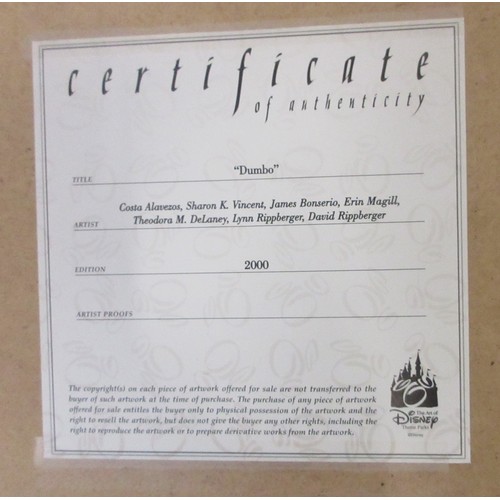 certificate
of authenticity
"Dumbo"
TITLE
Costa Alavezos, Sharon K. Vincent, James Bonserio, Erin Magill,
ARTIST Theodora M. DeLaney, Lynn Rippberger, David Rippberger
EDITION 2000
ARTIST PROOFS
The copyright(s) on each piece of artwork offered for sale are not transferred to the
buyer of such artwork at the time of purchase. The purchase of any piece of artwork
offered for sale entitles the buyer only to physical possession of the artwork and the
right to resell the artwork, but does not give the buyer any other rights, including the
right to reproduce the artwork or to prepare derivative works from the artwork.
The Art of
Disney
Theme Parks
©Disney